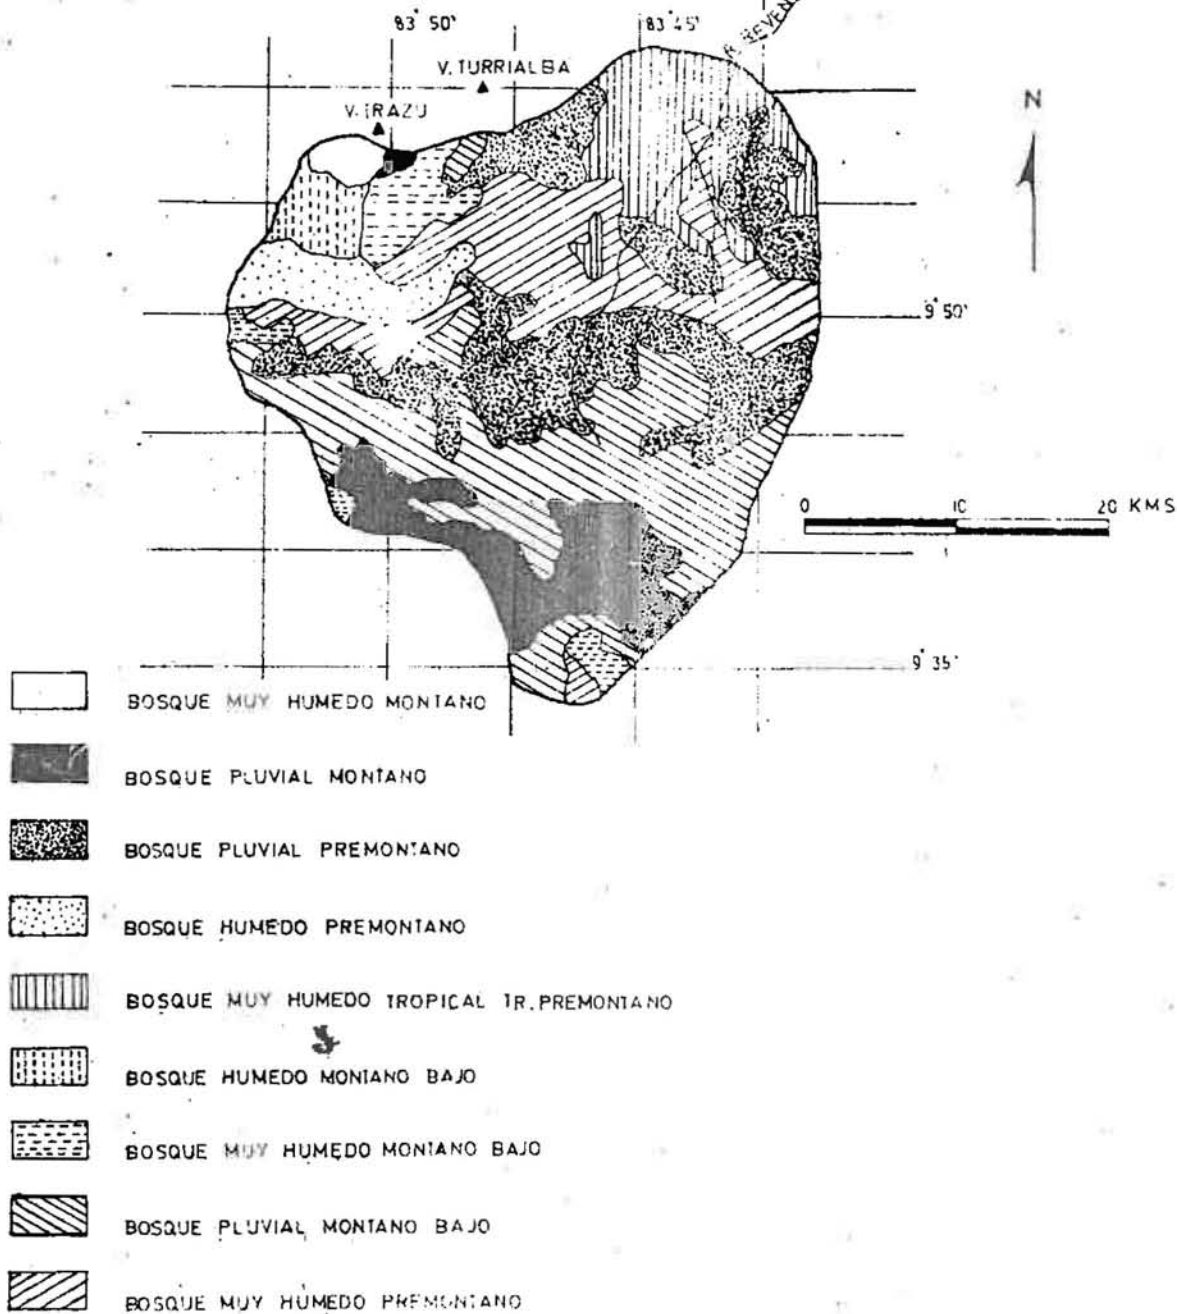 83° 50'
83° 45'
V. TURRIALBA
V. IRAZU
N
9° 50'
0 10 20 KMS
9° 35'
BOSQUE MUY HUMEDO MONTANO
BOSQUE PLUVIAL MONTANO
BOSQUE PLUVIAL PREMONTANO
BOSQUE HUMEDO PREMONTANO
BOSQUE MUY HUMEDO TROPICAL TR. PREMONTANO
BOSQUE HUMEDO MONTANO BAJO
BOSQUE MUY HUMEDO MONTANO BAJO
BOSQUE PLUVIAL MONTANO BAJO
BOSQUE MUY HUMEDO PREMONTANO